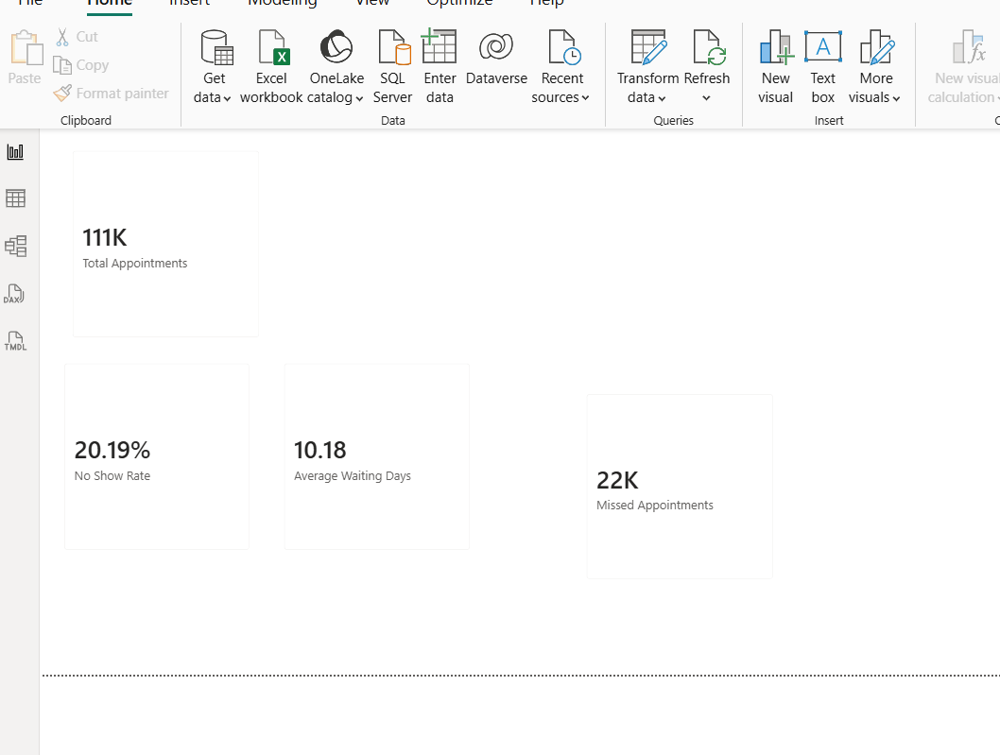 File Home Insert Modeling View Optimize Help
Paste
Cut
Copy
Format painter
Clipboard
Get data
Excel workbook
OneLake catalog
SQL Server
Enter data
Dataverse
Recent sources
Data
Transform data
Refresh
Queries
New visual
Text box
A
More visuals
Insert
New visual
calculation
DAX
TMDL
111K
Total Appointments
20.19%
No Show Rate
10.18
Average Waiting Days
22K
Missed Appointments